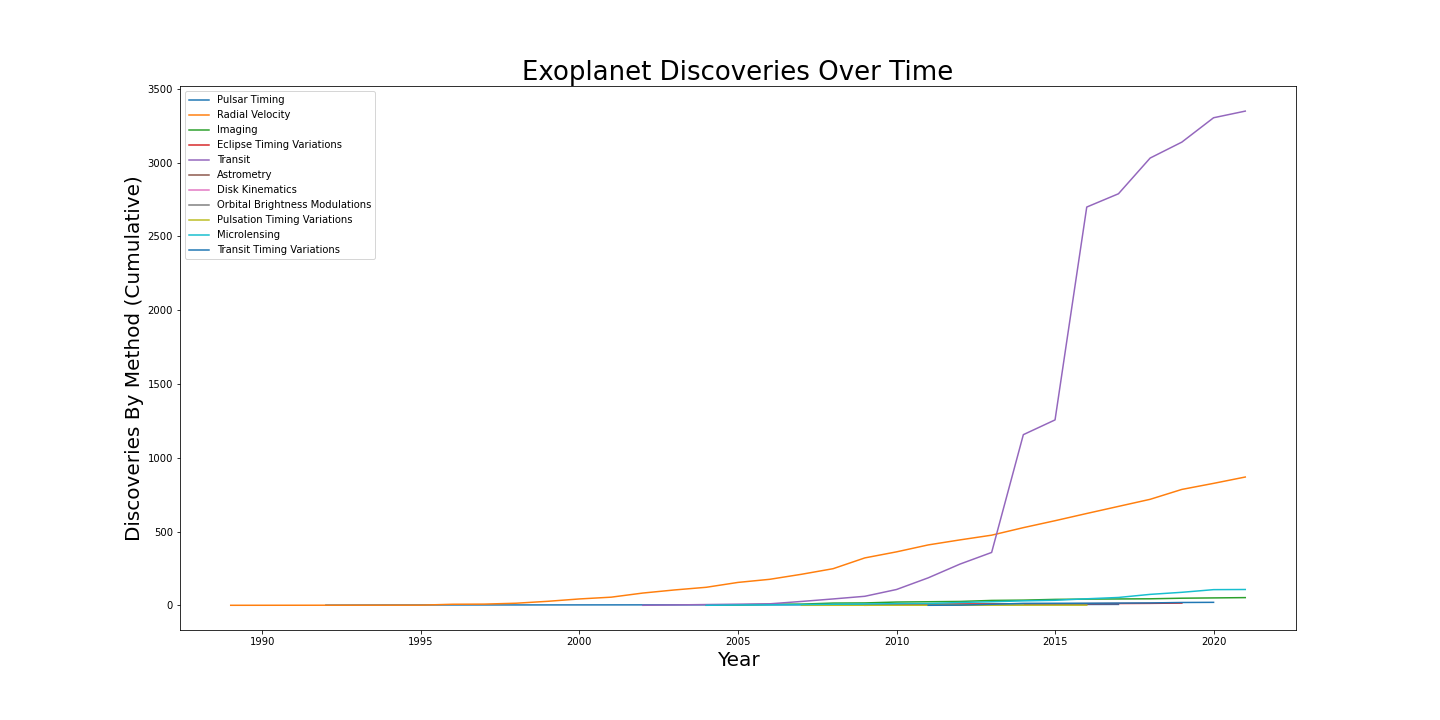 Exoplanet Discoveries Over Time
Discoveries By Method (Cumulative)
3500
3000
2500
2000
1500
1000
500
0
Pulsar Timing
Radial Velocity
Imaging
Eclipse Timing Variations
Transit
Astrometry
Disk Kinematics
Orbital Brightness Modulations
Pulsation Timing Variations
Microlensing
Transit Timing Variations
1990 1995 2000 2005 2010 2015 2020
Year